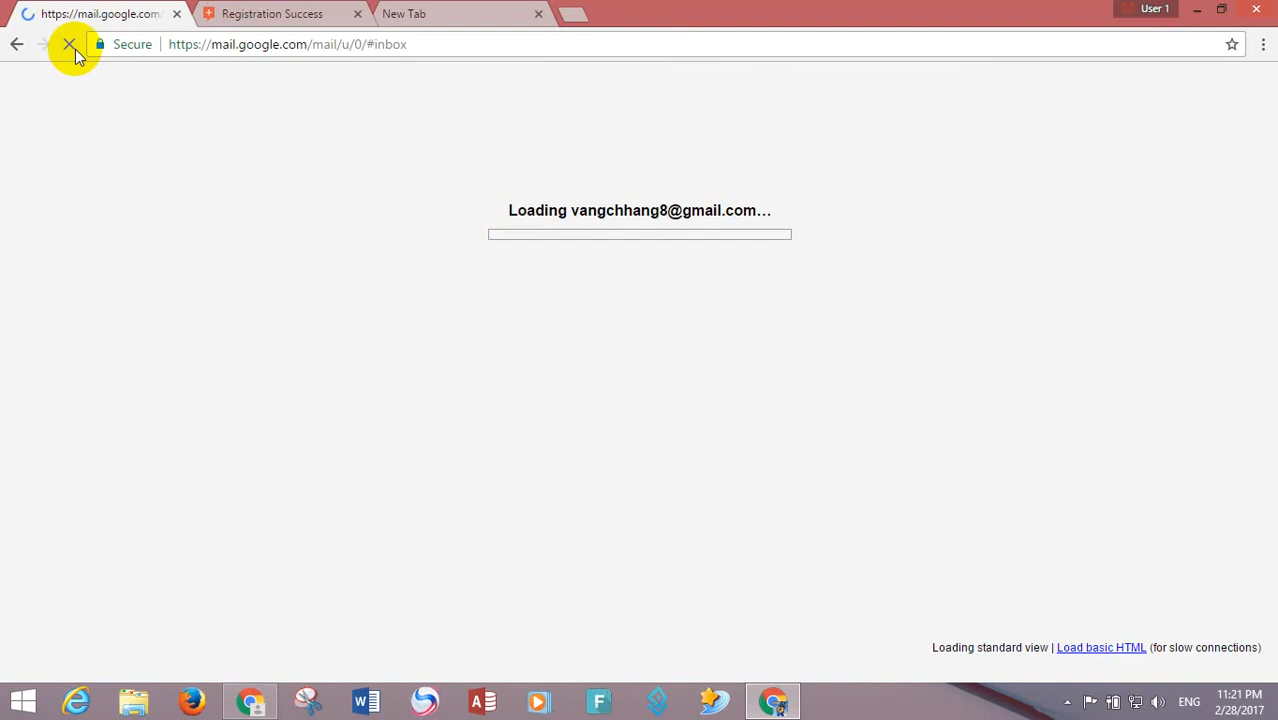 https://mail.google.com/
Registration Success
New Tab
User 1
Secure
https://mail.google.com/mail/u/0/#inbox
Loading vangchhang8@gmail.com…
Loading standard view | Load basic HTML (for slow connections)
ENG
11:21 PM
2/28/2017